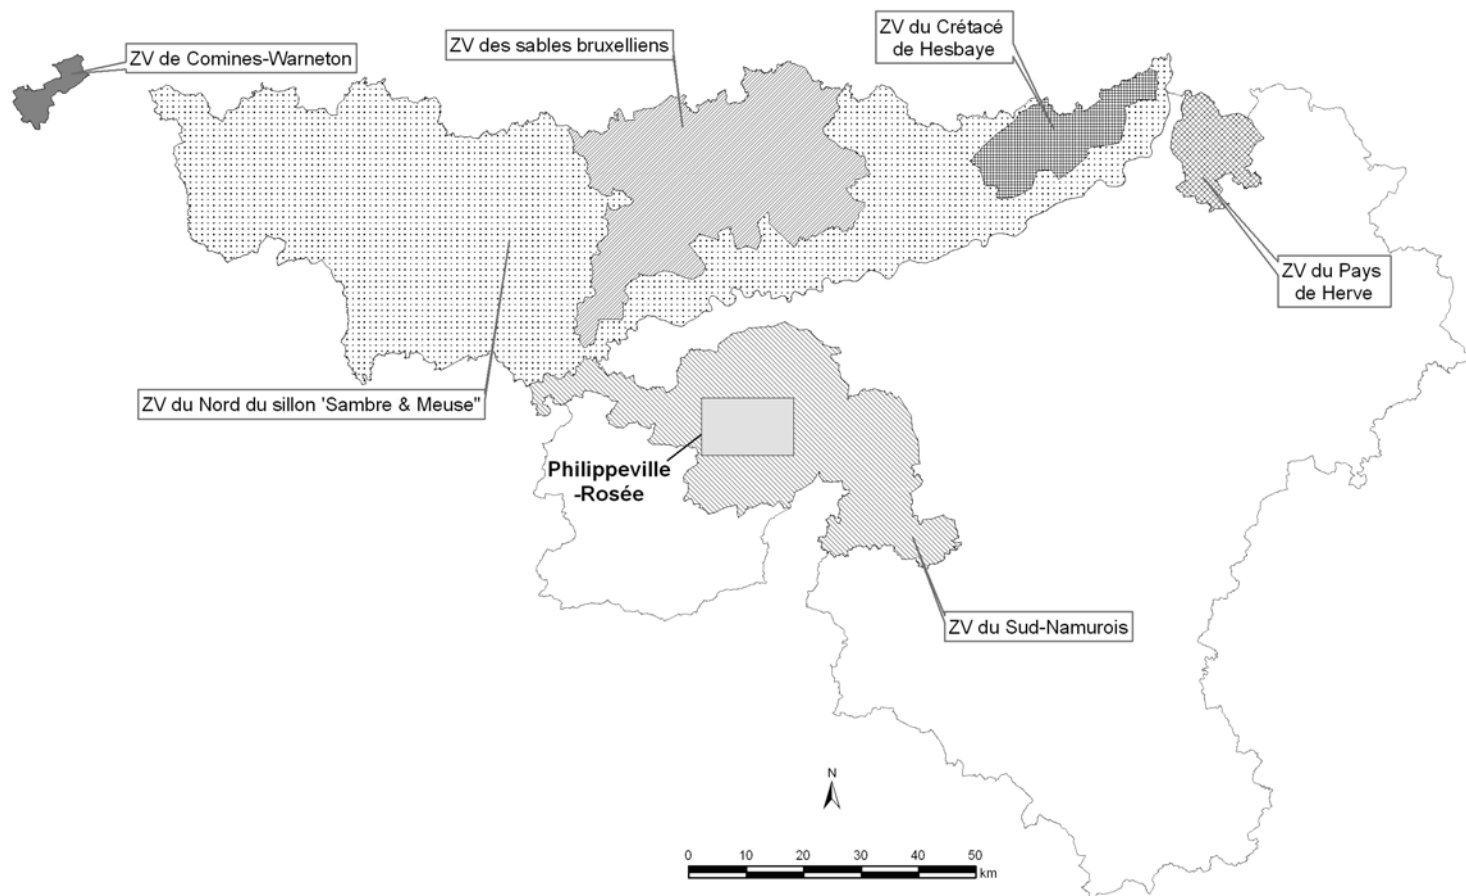 ZV de Comines-Warneton
ZV des sables bruxelliens
ZV du Crétacé
de Hesbaye
ZV du Pays
de Herve
ZV du Nord du sillon 'Sambre & Meuse"
Philippeville
-Rosée
ZV du Sud-Namurois
N
0 10 20 30 40 50
km